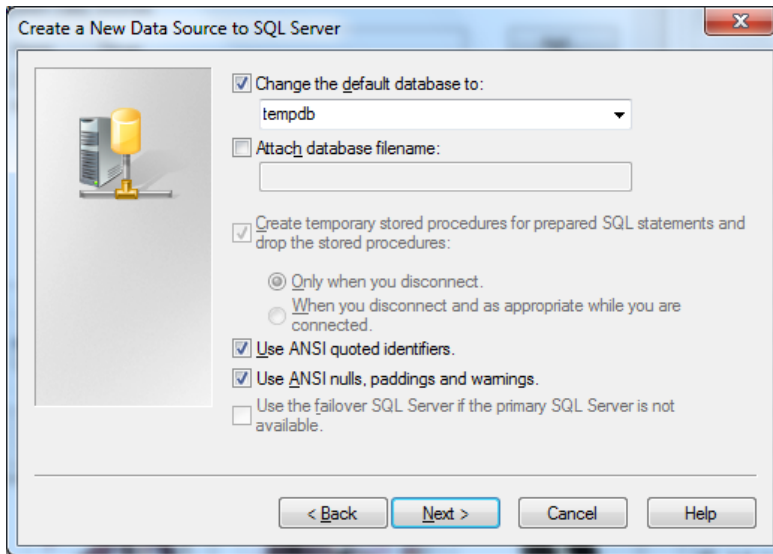 Create a New Data Source to SQL Server
Change the default database to:
tempdb
Attach database filename:
Create temporary stored procedures for prepared SQL statements and
drop the stored procedures:
Only when you disconnect.
When you disconnect and as appropriate while you are
connected.
Use ANSI quoted identifiers.
Use ANSI nulls, paddings and warnings.
Use the failover SQL Server if the primary SQL Server is not
available.
< Back
Next >
Cancel
Help